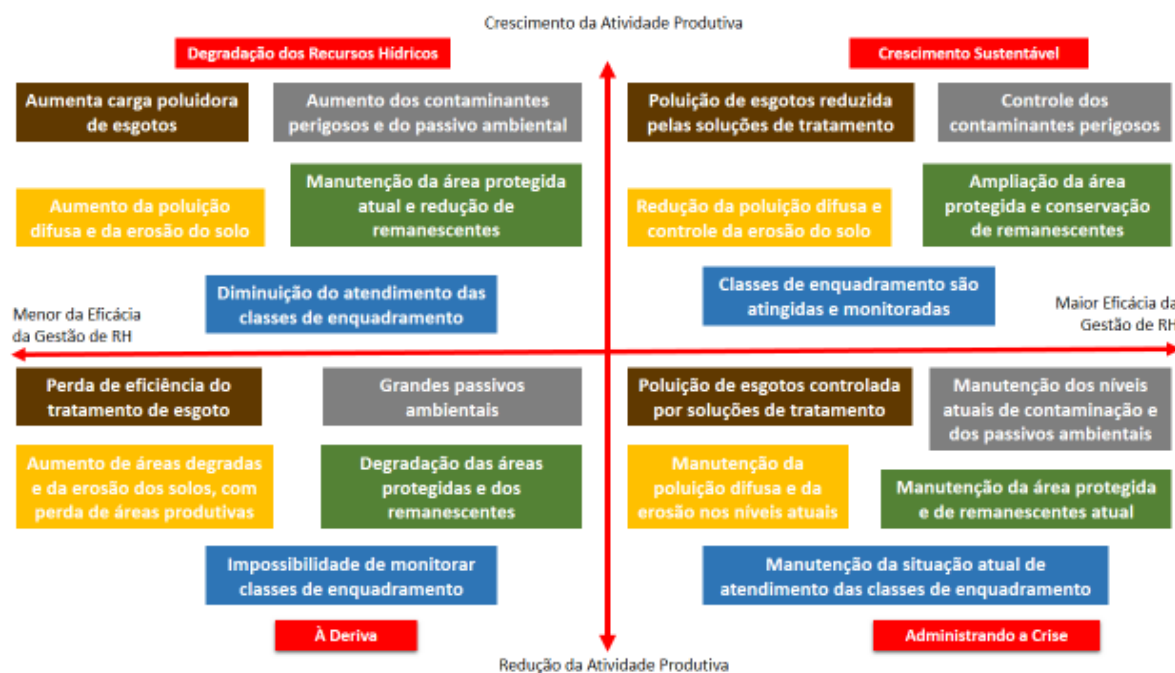 Crescimento da Atividade Produtiva
Degradação dos Recursos Hídricos
Crescimento Sustentável
Aumenta carga poluidora
de esgotos
Aumento dos contaminantes
perigosos e do passivo ambiental
Poluição de esgotos reduzida
pelas soluções de tratamento
Controle dos
contaminantes perigosos
Aumento da poluição
difusa e da erosão do solo
Manutenção da área protegida
atual e redução de
remanescentes
Redução da poluição difusa e
controle da erosão do solo
Ampliação da área
protegida e conservação
de remanescentes
Diminuição do atendimento das
classes de enquadramento
Classes de enquadramento são
atingidas e monitoradas
Menor da Eficácia
da Gestão de RH
Maior Eficácia da
Gestão de RH
Perda de eficiência do
tratamento de esgoto
Grandes passivos
ambientais
Poluição de esgotos controlada
por soluções de tratamento
Manutenção dos níveis
atuais de contaminação e
dos passivos ambientais
Aumento de áreas degradas
e da erosão dos solos, com
perda de áreas produtivas
Degradação das áreas
protegidas e dos
remanescentes
Manutenção da
poluição difusa e da
erosão nos níveis atuais
Manutenção da área protegida
e de remanescentes atual
Impossibilidade de monitorar
classes de enquadramento
Manutenção da situação atual de
atendimento das classes de enquadramento
À Deriva
Administrando a Crise
Redução da Atividade Produtiva